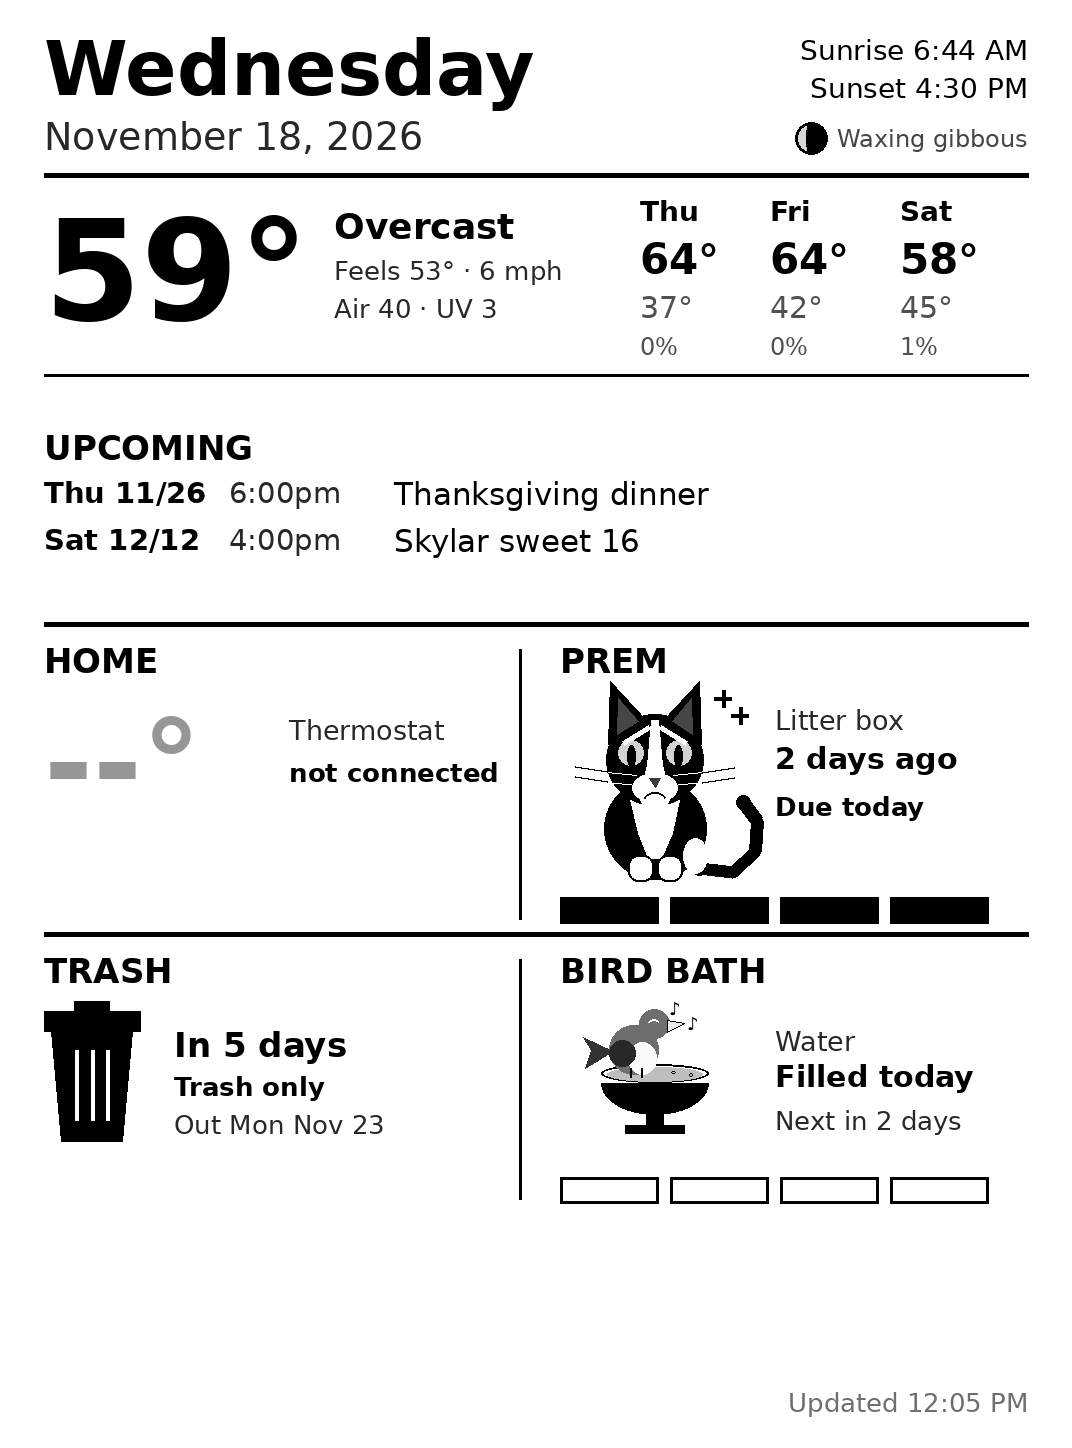 Wednesday
November 18, 2026
Sunrise 6:44 AM
Sunset 4:30 PM
Waxing gibbous
59°
Overcast
Feels 53° · 6 mph
Air 40 · UV 3
Thu Fri Sat
64° 64° 58°
37° 42° 45°
0% 0% 1%
UPCOMING
Thu 11/26 6:00pm Thanksgiving dinner
Sat 12/12 4:00pm Skylar sweet 16
HOME
--°
Thermostat
not connected
PREM
Litter box
2 days ago
Due today
TRASH
In 5 days
Trash only
Out Mon Nov 23
BIRD BATH
Water
Filled today
Next in 2 days
Updated 12:05 PM